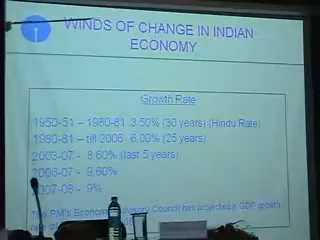 WINDS OF CHANGE IN INDIAN
ECONOMY
Growth Rate
1950-51 – 1980-81 3.50% (30 years) (Hindu Rate)
1980-81 – till 2006 6.00% (25 years)
2003-07 - 8.60% (last 5 years)
9.60%
2007-08 - 9%
The PM's Economic Advisory Council has projected a GDP growth